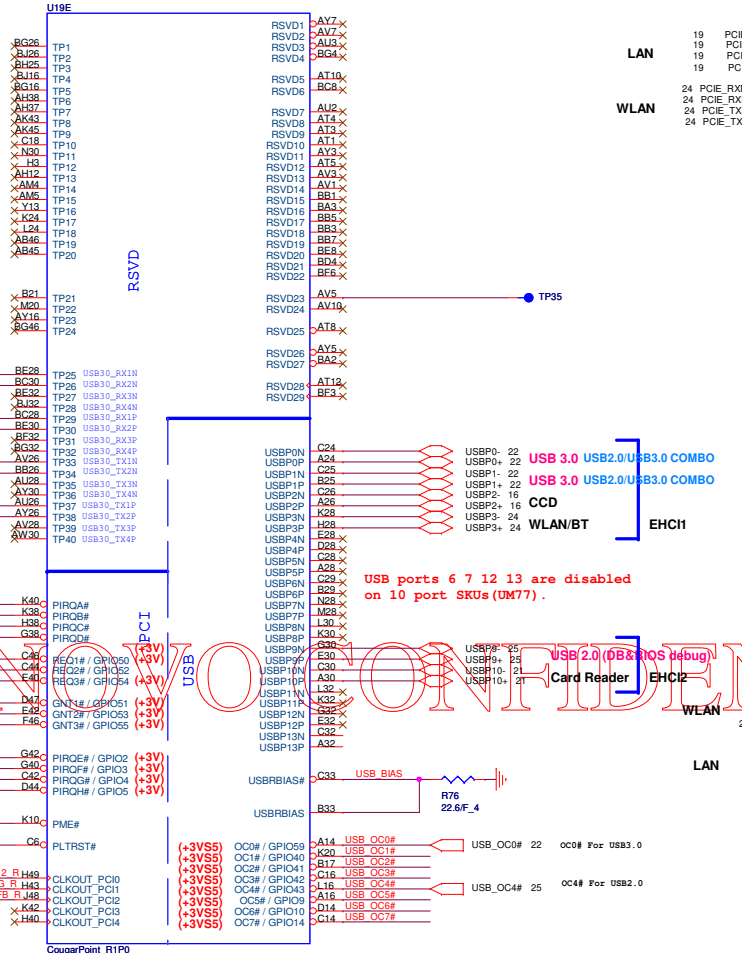 U19E
BG26 TP1
BJ26 TP2
BH25 TP3
BJ16 TP4
BG16 TP5
AH38 TP6
AH37 TP7
AK43 TP8
AK45 TP9
C18 TP10
N30 TP11
H3 TP12
AH12 TP13
AM4 TP14
AM5 TP15
Y13 TP16
K24 TP17
L24 TP18
AB46 TP19
AB45 TP20
B21 TP21
M20 TP22
AY16 TP23
BG46 TP24
BE28 TP25 USB30_RX1N
BC30 TP26 USB30_RX2N
BE32 TP27 USB30_RX3N
BJ32 TP28 USB30_RX4N
BC28 TP29 USB30_RX1P
BE30 TP30 USB30_RX2P
BF32 TP31 USB30_RX3P
BG32 TP32 USB30_RX4P
AV26 TP33 USB30_TX1N
BB26 TP34 USB30_TX2N
AU28 TP35 USB30_TX3N
AY30 TP36 USB30_TX4N
AU26 TP37 USB30_TX1P
AY26 TP38 USB30_TX2P
AV28 TP39 USB30_TX3P
AW30 TP40 USB30_TX4P
RSVD
RSVD1 AY7
RSVD2 AV7
RSVD3 AU3
RSVD4 BG4
RSVD5 AT10
RSVD6 BC8
RSVD7 AU2
RSVD8 AT4
RSVD9 AT3
RSVD10 AT1
RSVD11 AY3
RSVD12 AT5
RSVD13 AV3
RSVD14 AV1
RSVD15 BB1
RSVD16 BA3
RSVD17 BB5
RSVD18 BB3
RSVD19 BB7
RSVD20 BE8
RSVD21 BD4
RSVD22 BF6
RSVD23 AV5 TP35
RSVD24 AV10
RSVD25 AT8
RSVD26 AY5
RSVD27 BA2
RSVD28 AT12
RSVD29 BF3
LAN
19 PCI
19 PCI
19 PC
19 PC
WLAN
24 PCIE_RX
24 PCIE_RX
24 PCIE_TX
24 PCIE_TX
USBP0N C24 USBP0- 22
USBP0P A24 USBP0+ 22 USB 3.0 USB2.0/USB3.0 COMBO
USBP1N C25 USBP1- 22
USBP1P B25 USBP1+ 22 USB 3.0 USB2.0/USB3.0 COMBO
USBP2N C26 USBP2- 16
USBP2P A26 USBP2+ 16 CCD
USBP3N K28 USBP3- 24
USBP3P H28 USBP3+ 24 WLAN/BT EHCI1
USBP4N E28
USBP4P D28
USBP5N C28
USBP5P A28
USBP6N C29
USBP6P B29
USBP7N N28
USBP7P M28
USBP8N L30
USBP8P K30
USBP9N G30 USBP9- 25
USBP9P E30 USBP9+ 25 USB 2.0 (DB&BIOS debug)
USBP10N C30 USBP10- 21
USBP10P A30 USBP10+ 21 Card Reader EHCI2
USBP11N L32
USBP11P K32
USBP12N G32
USBP12P E32
USBP13N C32
USBP13P A32
USB ports 6 7 12 13 are disabled
on 10 port SKUs(UM77).
NOVO CONFIDEN
WLAN
LAN
PCI
USB
K40 PIRQA#
K38 PIRQB#
H38 PIRQC#
G38 PIRQD#
C46 REQ1# / GPIO50 (+3V)
C44 REQ2# / GPIO52 (+3V)
E40 REQ3# / GPIO54 (+3V)
D47 GNT1# / GPIO51 (+3V)
E42 GNT2# / GPIO53 (+3V)
F46 GNT3# / GPIO55 (+3V)
G42 PIRQE# / GPIO2 (+3V)
G40 PIRQF# / GPIO3 (+3V)
C42 PIRQG# / GPIO4 (+3V)
D44 PIRQH# / GPIO5 (+3V)
K10 PME#
C6 PLTRST#
2_R H49 CLKOUT_PCI0
G_R H43 CLKOUT_PCI1
FB_R J48 CLKOUT_PCI2
K42 CLKOUT_PCI3
H40 CLKOUT_PCI4
USBRBIAS# C33 USB_BIAS
R76
22.6/F_4
USBRBIAS B33
(+3VS5) OC0# / GPIO59 A14 USB_OC0# USB_OC0# 22 OC0# For USB3.0
(+3VS5) OC1# / GPIO40 K20 USB_OC1#
(+3VS5) OC2# / GPIO41 B17 USB_OC2#
(+3VS5) OC3# / GPIO42 C16 USB_OC3#
(+3VS5) OC4# / GPIO43 L16 USB_OC4# USB_OC4# 25 OC4# For USB2.0
(+3VS5) OC5# / GPIO9 A16 USB_OC5#
(+3VS5) OC6# / GPIO10 D14 USB_OC6#
(+3VS5) OC7# / GPIO14 C14 USB_OC7#
CougarPoint_R1P0